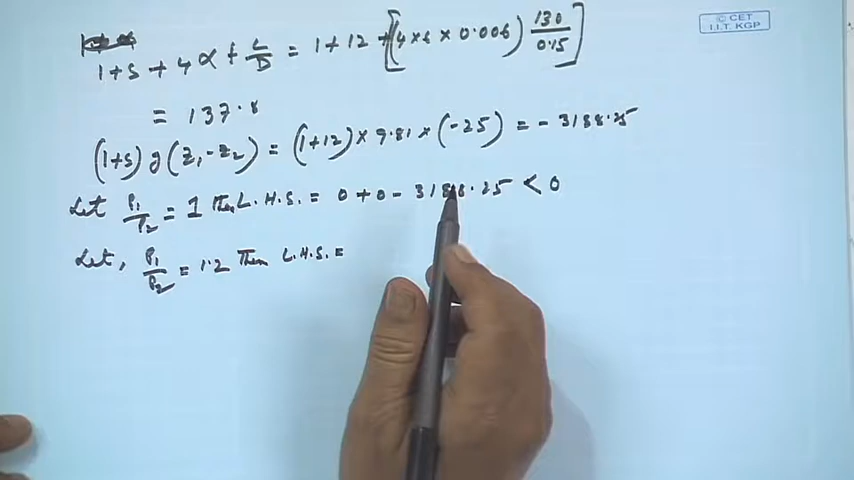 © CET
I.I.T. KGP
1+S+4αf L/D = 1+12+[(4×6×0.006) 130/0.15]
= 137.8
(1+S) g(z₁-z₂) = (1+12)×9.81×(-25) = -3188.25
Let P₁/P₂ = 1 Then L.H.S. = 0+0-3188.25 < 0
Let, P₁/P₂ = 1.2 Then L.H.S. =